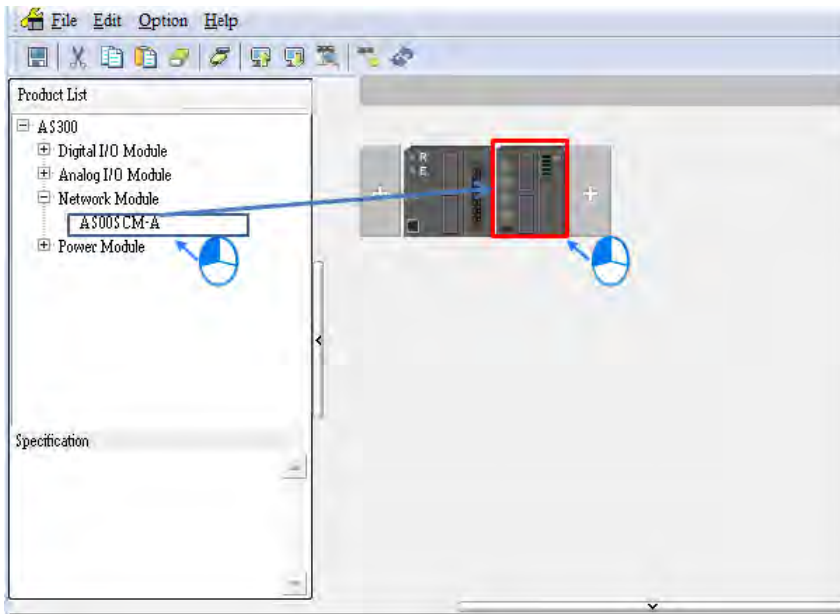 File Edit Option Help
Product List
AS300
Digital I/O Module
Analog I/O Module
Network Module
AS00SCM-A
Power Module
R
E
Specification